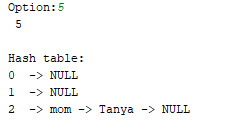 Option:5
5
Hash table:
0 -> NULL
1 -> NULL
2 -> mom -> Tanya -> NULL